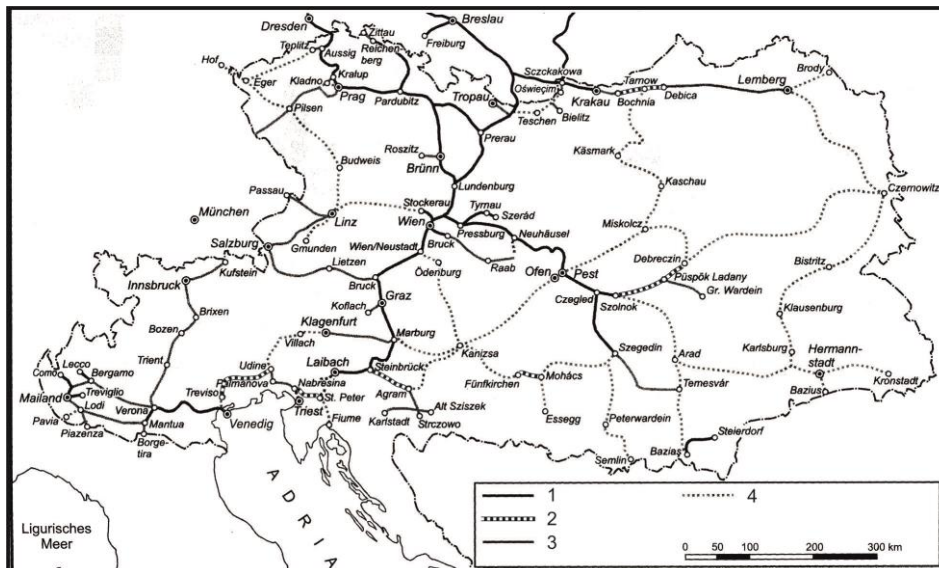 Dresden
Zittau
Breslau
Teplitz
Reichen
berg
Freiburg
Aussig
Hof
Eger
Kralup
Kladno
Prag
Pardubitz
Sczckakowa
Oświęcim
Tarnow
Brody
Lemberg
Tropau
Krakau
Bochnia
Debica
Pilsen
Teschen
Bielitz
Prerau
Roszitz
Brünn
Käsmark
Budweis
Kaschau
Passau
Lundenburg
Czernowitz
München
Stockerau
Tyrnau
Linz
Wien
Szeräd
Miskolcz
Salzburg
Gmunden
Wien/Neustadt
Bruck
Pressburg
Neuhäusel
Debreczin
Kufstein
Lietzen
Ödenburg
Raab
Ofen
Pest
Püspök Ladany
Bistritz
Innsbruck
Bruck
Gr. Wardein
Koflach
Graz
Czegled
Szolnok
Brixen
Klausenburg
Bozen
Klagenfurt
Marburg
Villach
Kanizsa
Szegedin
Arad
Karlsburg
Hermann-
stadt
Trient
Udine
Laibach
Steinbrück
Como
Lecco
Bergamo
Palmanova
Nabresina
Fünfkirchen
Mohács
Temesvár
Kronstadt
Treviglio
Treviso
St. Peter
Agram
Bazius
Mailand
Lodi
Verona
Triest
Alt Sziszek
Essegg
Peterwardein
Pavia
Mantua
Venedig
Fiume
Karlstadt
Strczowo
Piazenza
Borge-
tira
Steierdorf
Semlin
Bazias
ADRIA
Ligurisches
Meer
1
4
2
3
0 50 100 200 300 km